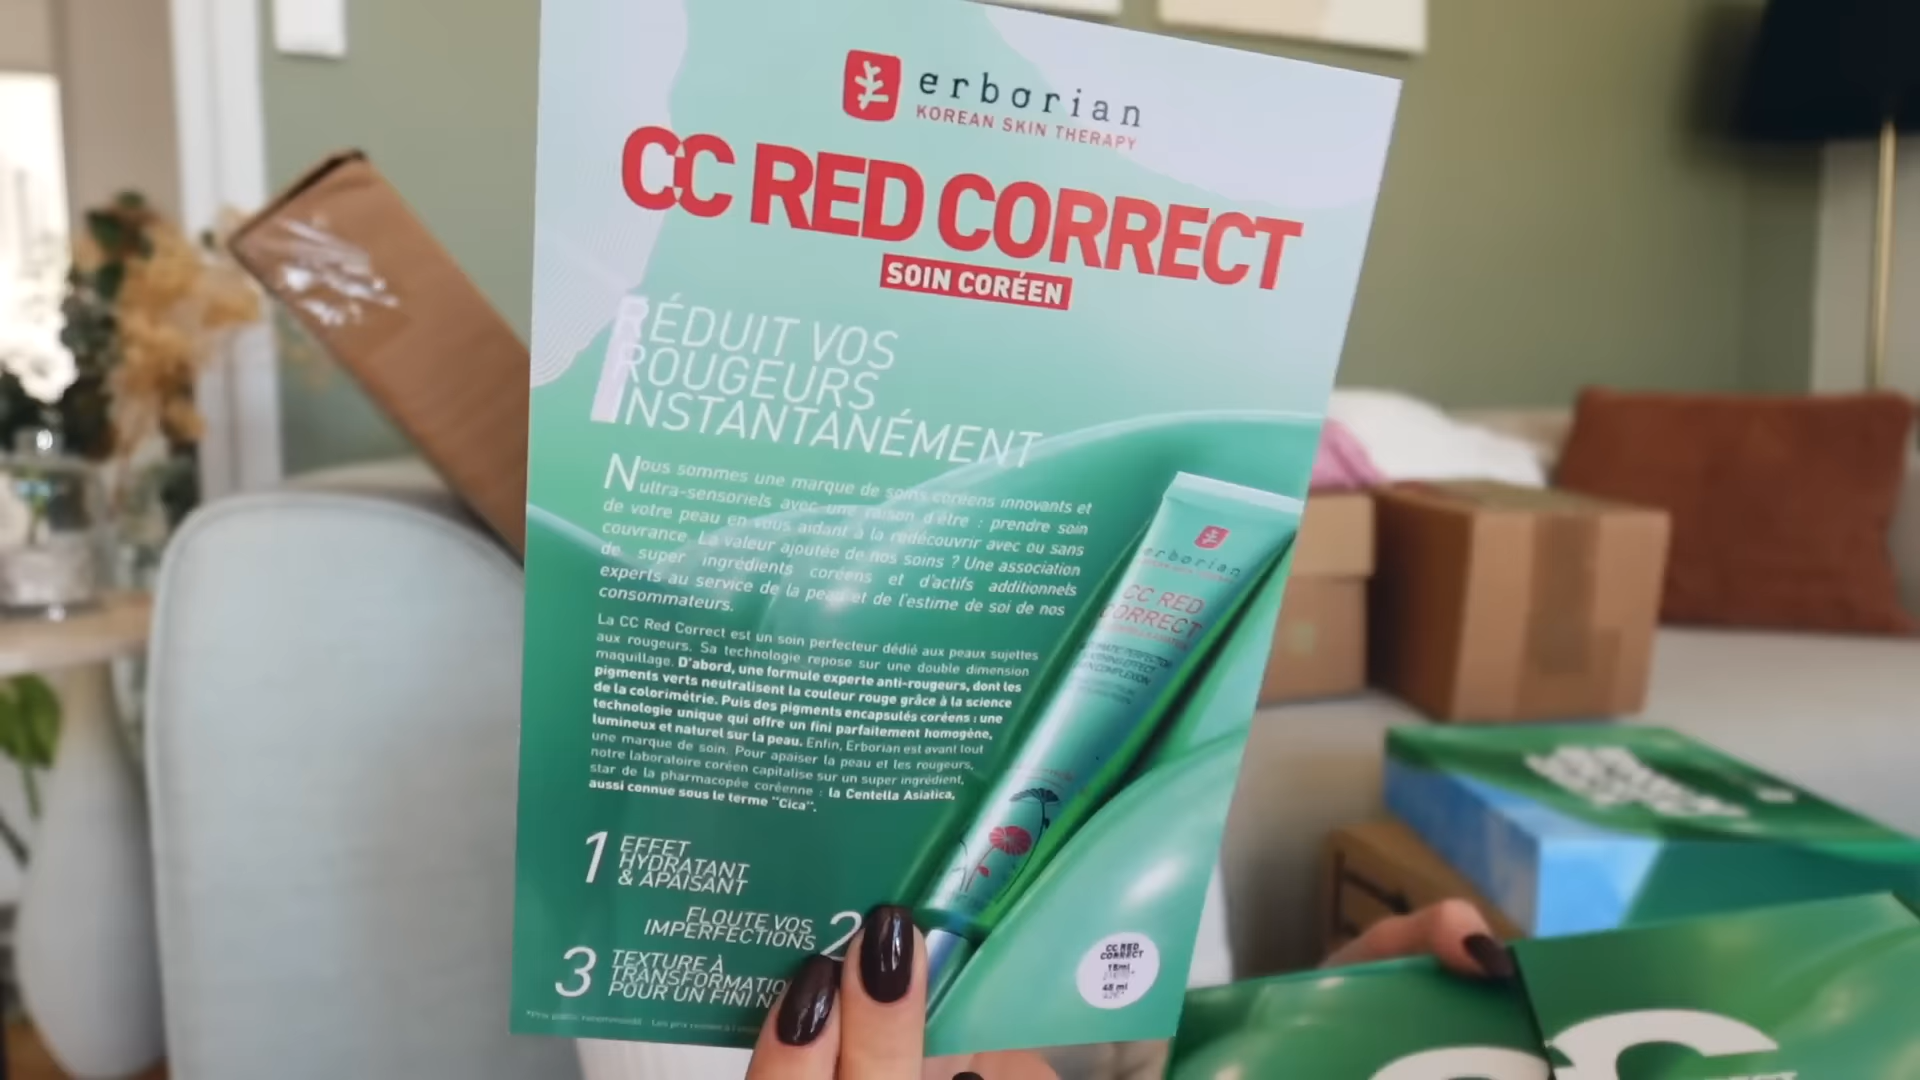 erborian
KOREAN SKIN THERAPY
CC RED CORRECT
SOIN CORÉEN
RÉDUIT VOS
ROUGEURS
INSTANTANÉMENT
Nous sommes une marque de soins coréens innovants et
ultra-sensoriels avec une raison d'être : prendre soin
de votre peau en vous aidant à la redécouvrir avec ou sans
couvrance. La valeur ajoutée de nos soins ? Une association
de super ingrédients coréens et d'actifs additionnels
experts au service de la peau et de l'estime de soi de nos
consommateurs.
La CC Red Correct est un soin perfecteur dédié aux peaux sujettes
aux rougeurs. Sa technologie repose sur une double dimension
maquillage. D'abord, une formule experte anti-rougeurs, dont les
pigments verts neutralisent la couleur rouge grâce à la science
de la colorimétrie. Puis des pigments encapsulés coréens : une
technologie unique qui offre un fini parfaitement homogène,
lumineux et naturel sur la peau. Enfin, Erborian est avant tout
une marque de soin. Pour apaiser la peau et les rougeurs,
notre laboratoire coréen capitalise sur un super ingrédient,
star de la pharmacopée coréenne : la Centella Asiatica,
aussi connue sous le terme "Cica".
1 EFFET
HYDRATANT
& APAISANT
FLOUTE VOS
IMPERFECTIONS 2
3 TEXTURE À
TRANSFORMATIO
POUR UN FINI N
erborian
CC RED
CORRECT
CC RED
CORRECT
15ml
45 ml